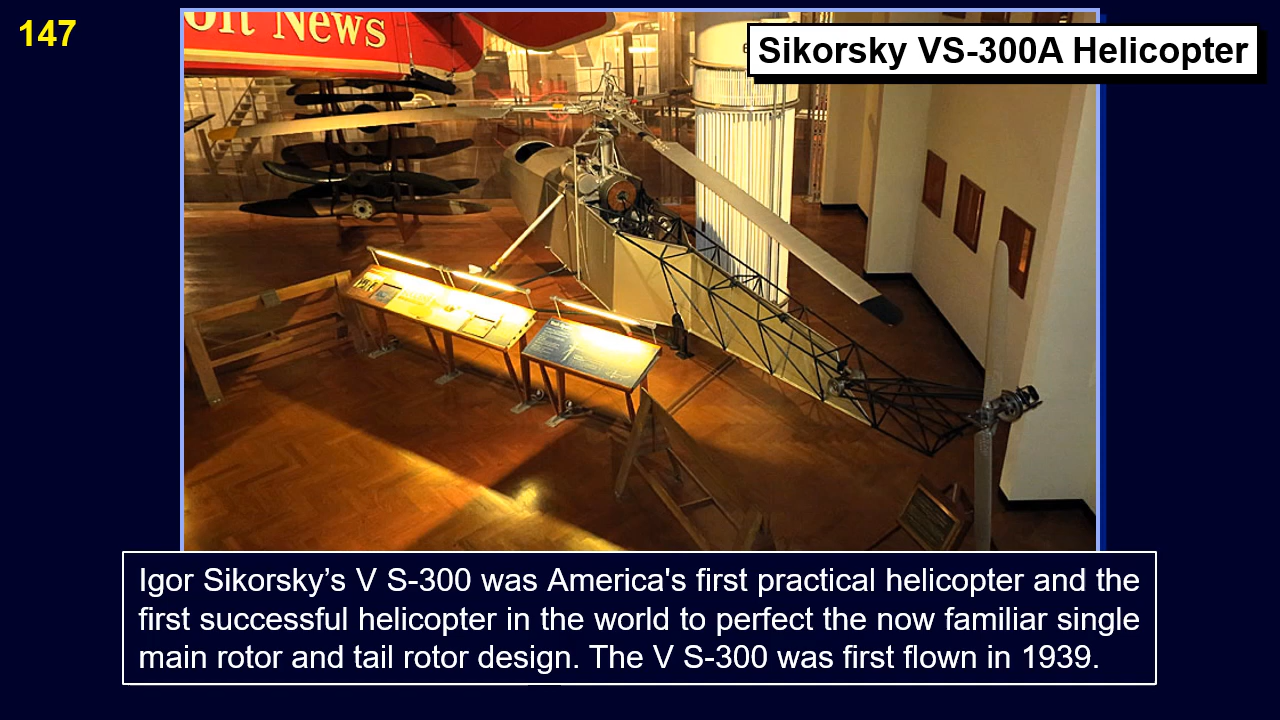 147
oit News
Sikorsky VS-300A Helicopter
Igor Sikorsky’s V S-300 was America's first practical helicopter and the
first successful helicopter in the world to perfect the now familiar single
main rotor and tail rotor design. The V S-300 was first flown in 1939.